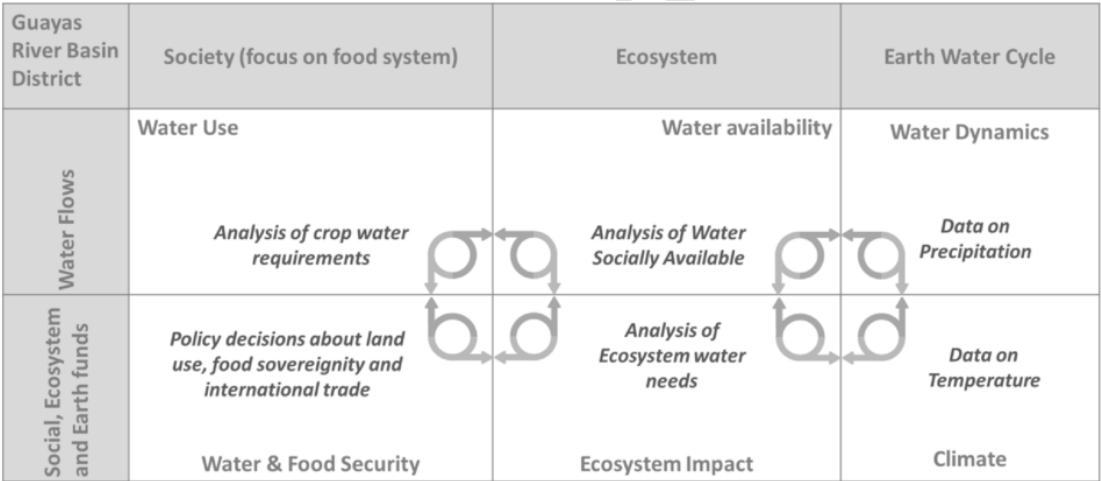 Guayas
River Basin
District
Society (focus on food system)
Ecosystem
Earth Water Cycle
Water Flows
Water Use
Analysis of crop water
requirements
Water availability
Analysis of Water
Socially Available
Water Dynamics
Data on
Precipitation
Social, Ecosystem
and Earth funds
Policy decisions about land
use, food sovereignity and
international trade
Water & Food Security
Analysis of
Ecosystem water
needs
Ecosystem Impact
Data on
Temperature
Climate